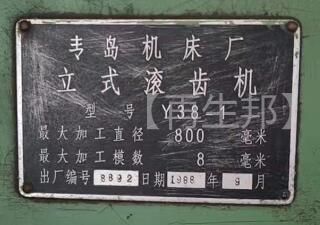 青岛机床厂
立式滚齿机
型号 Y38-1
最大加工直径 800 毫米
最大加工模数 8 毫米
出厂编号 8692 日期 1988 年 9 月